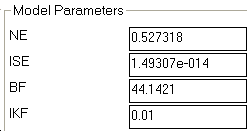 Model Parameters
NE 0.527318
ISE 1.49307e-014
BF 44.1421
IKF 0.01